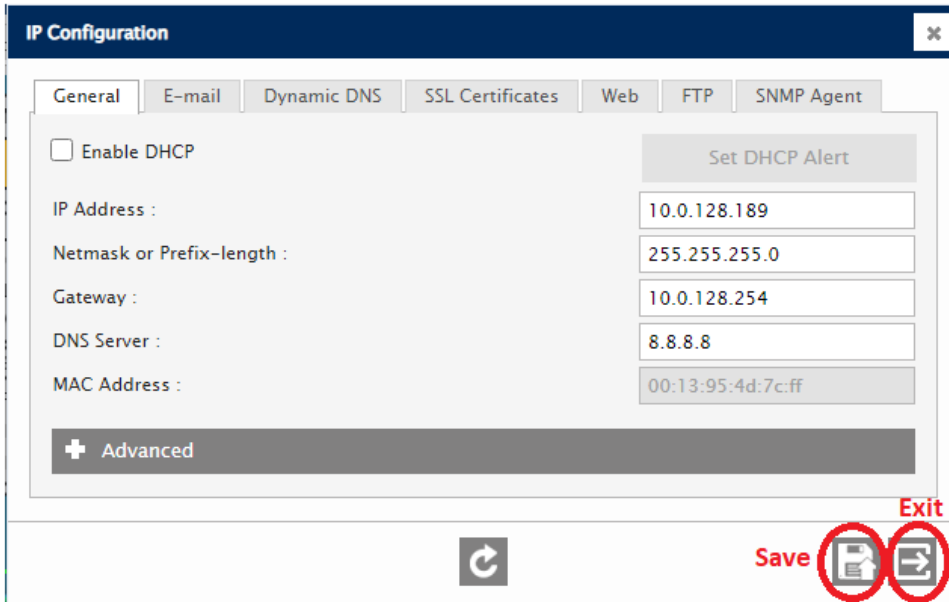 IP Configuration
General E-mail Dynamic DNS SSL Certificates Web FTP SNMP Agent
Enable DHCP Set DHCP Alert
IP Address : 10.0.128.189
Netmask or Prefix-length : 255.255.255.0
Gateway : 10.0.128.254
DNS Server : 8.8.8.8
MAC Address : 00:13:95:4d:7c:ff
Advanced
Exit
Save